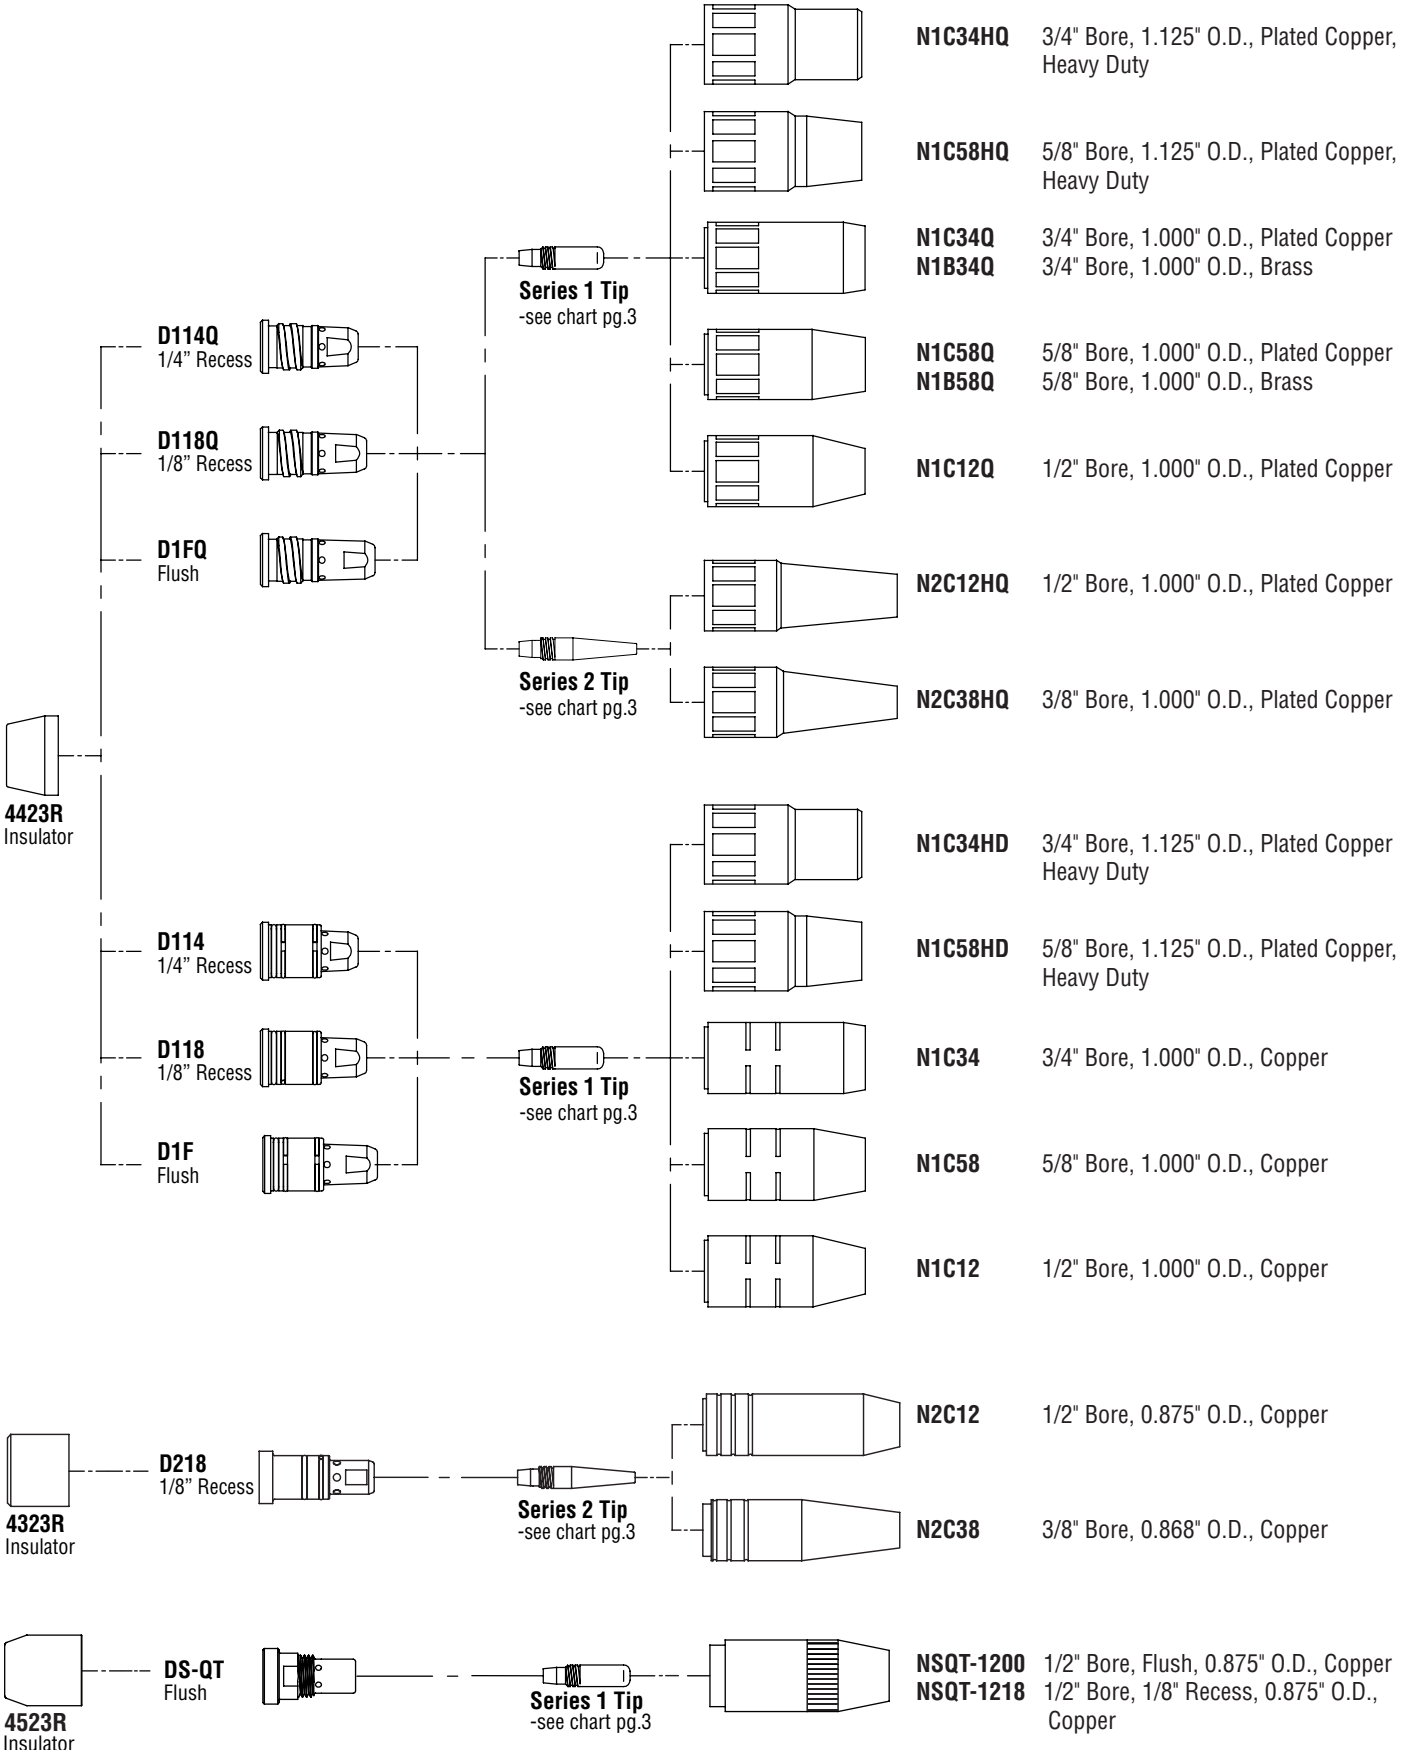 N1C34HQ 3/4" Bore, 1.125" O.D., Plated Copper,
Heavy Duty
N1C58HQ 5/8" Bore, 1.125" O.D., Plated Copper,
Heavy Duty
N1C34Q 3/4" Bore, 1.000" O.D., Plated Copper
N1B34Q 3/4" Bore, 1.000" O.D., Brass
Series 1 Tip
-see chart pg.3
D114Q
1/4” Recess
N1C58Q 5/8" Bore, 1.000" O.D., Plated Copper
N1B58Q 5/8" Bore, 1.000" O.D., Brass
D118Q
1/8” Recess
N1C12Q 1/2" Bore, 1.000" O.D., Plated Copper
D1FQ
Flush
N2C12HQ 1/2" Bore, 1.000" O.D., Plated Copper
Series 2 Tip
-see chart pg.3
N2C38HQ 3/8" Bore, 1.000" O.D., Plated Copper
4423R
Insulator
N1C34HD 3/4" Bore, 1.125" O.D., Plated Copper
Heavy Duty
D114
1/4” Recess
N1C58HD 5/8" Bore, 1.125" O.D., Plated Copper,
Heavy Duty
D118
1/8” Recess
Series 1 Tip
-see chart pg.3
N1C34 3/4" Bore, 1.000" O.D., Copper
D1F
Flush
N1C58 5/8" Bore, 1.000" O.D., Copper
N1C12 1/2" Bore, 1.000" O.D., Copper
N2C12 1/2" Bore, 0.875" O.D., Copper
D218
1/8” Recess
4323R
Insulator
Series 2 Tip
-see chart pg.3
N2C38 3/8" Bore, 0.868" O.D., Copper
DS-QT
Flush
4523R
Insulator
Series 1 Tip
-see chart pg.3
NSQT-1200 1/2" Bore, Flush, 0.875" O.D., Copper
NSQT-1218 1/2" Bore, 1/8" Recess, 0.875" O.D.,
Copper